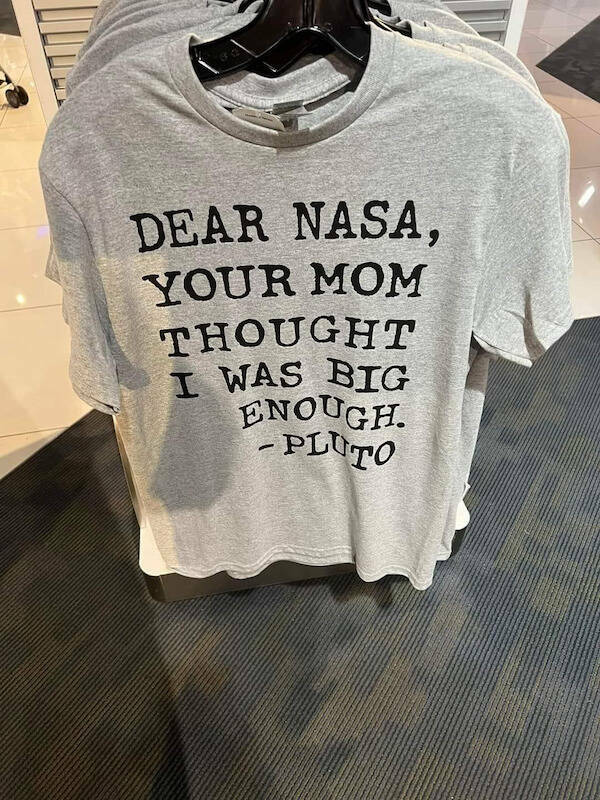 DEAR NASA,
YOUR MOM
THOUGHT
I WAS BIG
ENOUGH.
- PLUTO